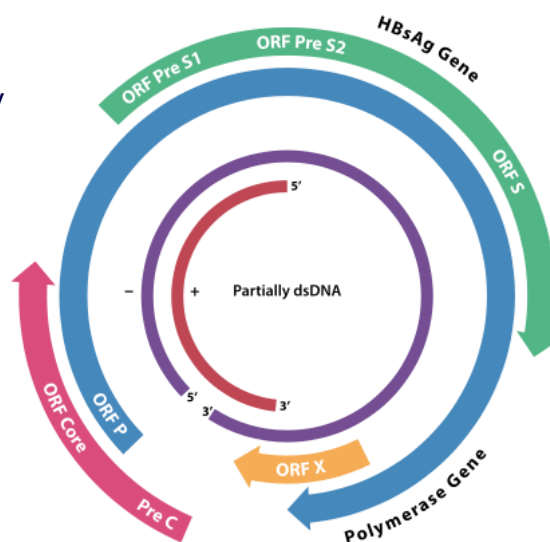 y
HBsAg Gene
ORF Pre S1
ORF Pre S2
ORF S
5’
–
+
Partially dsDNA
5’
3’
3’
ORF P
ORF Core
Pre C
ORF X
Polymerase Gene